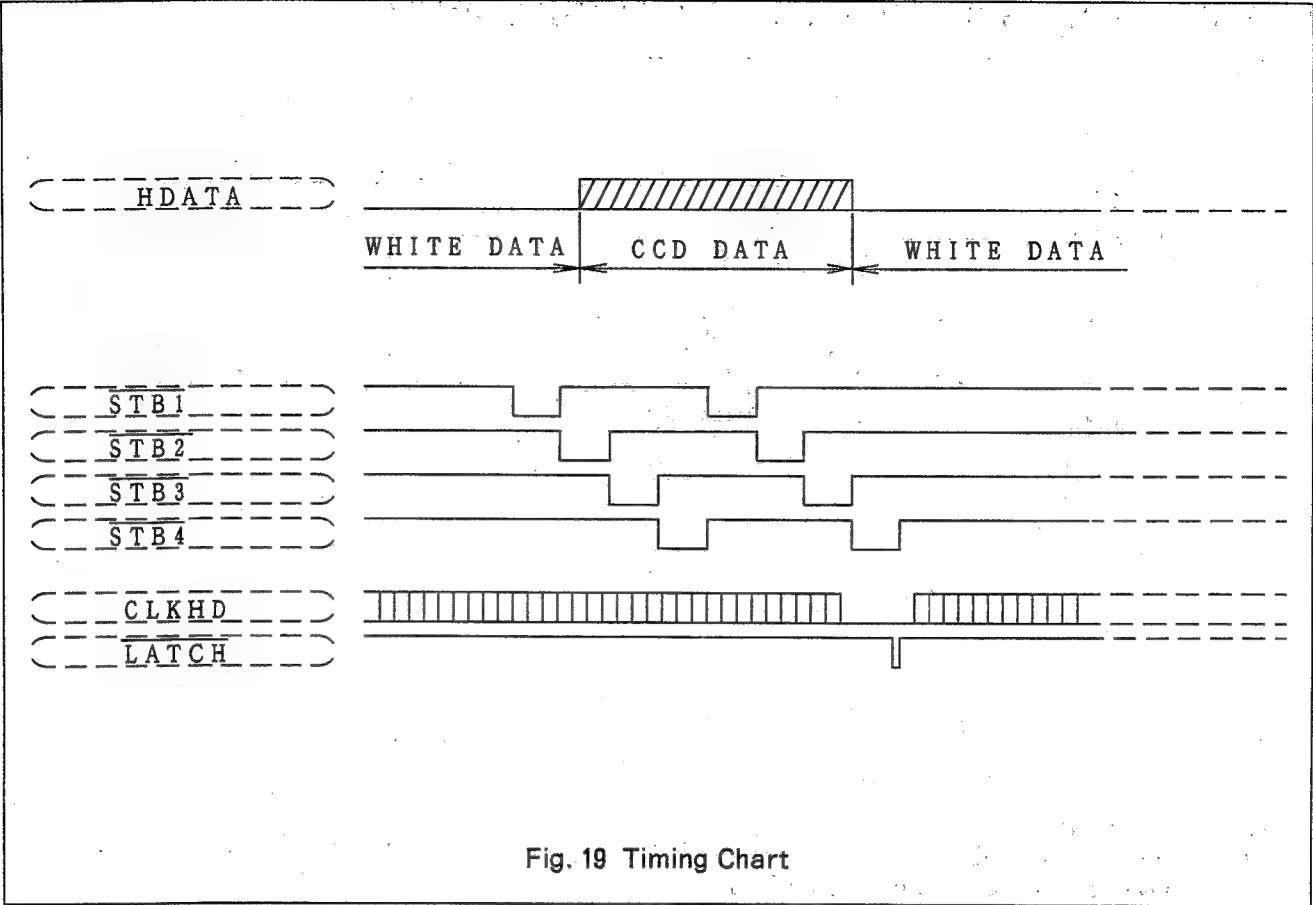 HDATA
WHITE DATA CCD DATA WHITE DATA
STB1
STB2
STB3
STB4
CLKHD
LATCH
Fig. 19 Timing Chart